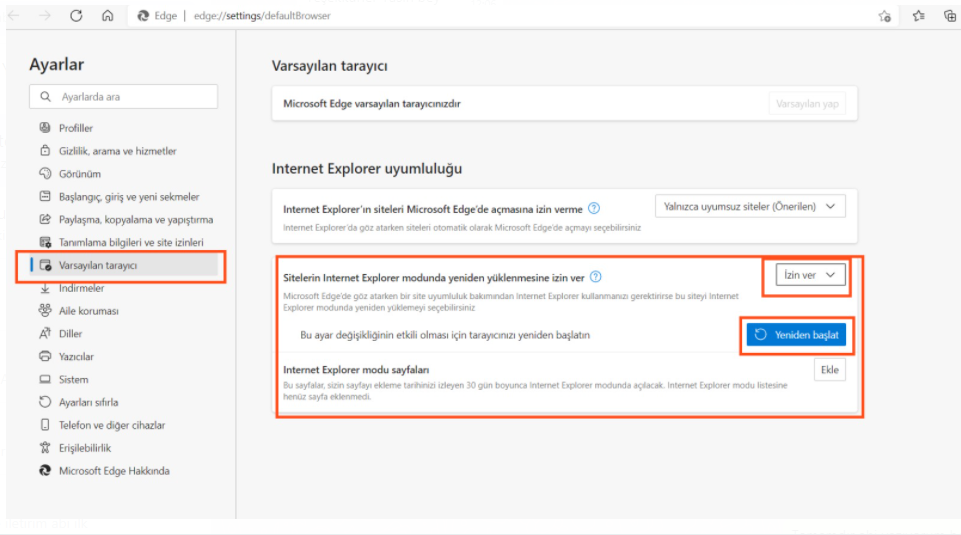 Edge | edge://settings/defaultBrowser
Ayarlar
Ayarlarda ara
Profiller
Gizlilik, arama ve hizmetler
Görünüm
Başlangıç, giriş ve yeni sekmeler
Paylaşma, kopyalama ve yapıştırma
Tanımlama bilgileri ve site izinleri
Varsayılan tarayıcı
İndirmeler
Aile koruması
Diller
Yazıcılar
Sistem
Ayarları sıfırla
Telefon ve diğer cihazlar
Erişilebilirlik
Microsoft Edge Hakkında
Varsayılan tarayıcı
Microsoft Edge varsayılan tarayıcınızdır
Varsayılan yap
Internet Explorer uyumluluğu
Internet Explorer'ın siteleri Microsoft Edge'de açmasına izin verme
Yalnızca uyumsuz siteler (Önerilen)
Internet Explorer'da göz atarken siteleri otomatik olarak Microsoft Edge'de açmayı seçebilirsiniz
Sitelerin Internet Explorer modunda yeniden yüklenmesine izin ver
İzin ver
Microsoft Edge'de göz atarken bir site uyumluluk bakımından Internet Explorer kullanmanızı gerektirirse bu siteyi Internet
Explorer modunda yeniden yüklemeyi seçebilirsiniz
Bu ayar değişikliğinin etkili olması için tarayıcınızı yeniden başlatın
Yeniden başlat
Internet Explorer modu sayfaları
Ekle
Bu sayfalar, sizin sayfayı ekleme tarihinizi izleyen 30 gün boyunca Internet Explorer modunda açılacak. Internet Explorer modu listesine
henüz sayfa eklenmedi.